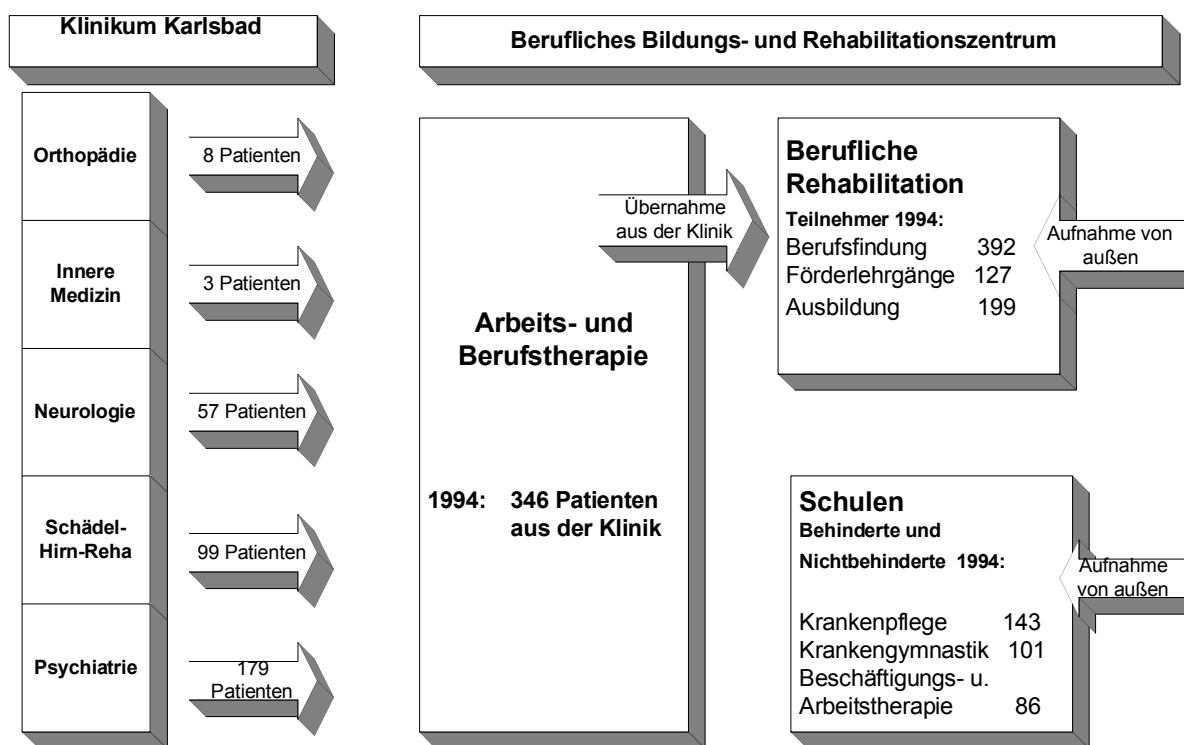 Klinikum Karlsbad
Berufliches Bildungs- und Rehabilitationszentrum
Orthopädie
8 Patienten
Innere
Medizin
3 Patienten
Neurologie
57 Patienten
Schädel-
Hirn-Reha
99 Patienten
Psychiatrie
179
Patienten
Arbeits- und
Berufstherapie
1994: 346 Patienten
aus der Klinik
Übernahme
aus der Klinik
Berufliche
Rehabilitation
Teilnehmer 1994:
Berufsfindung 392
Förderlehrgänge 127
Ausbildung 199
Aufnahme von
außen
Schulen
Behinderte und
Nichtbehinderte 1994:
Krankenpflege 143
Krankengymnastik 101
Beschäftigungs- u.
Arbeitstherapie 86
Aufnahme
von außen